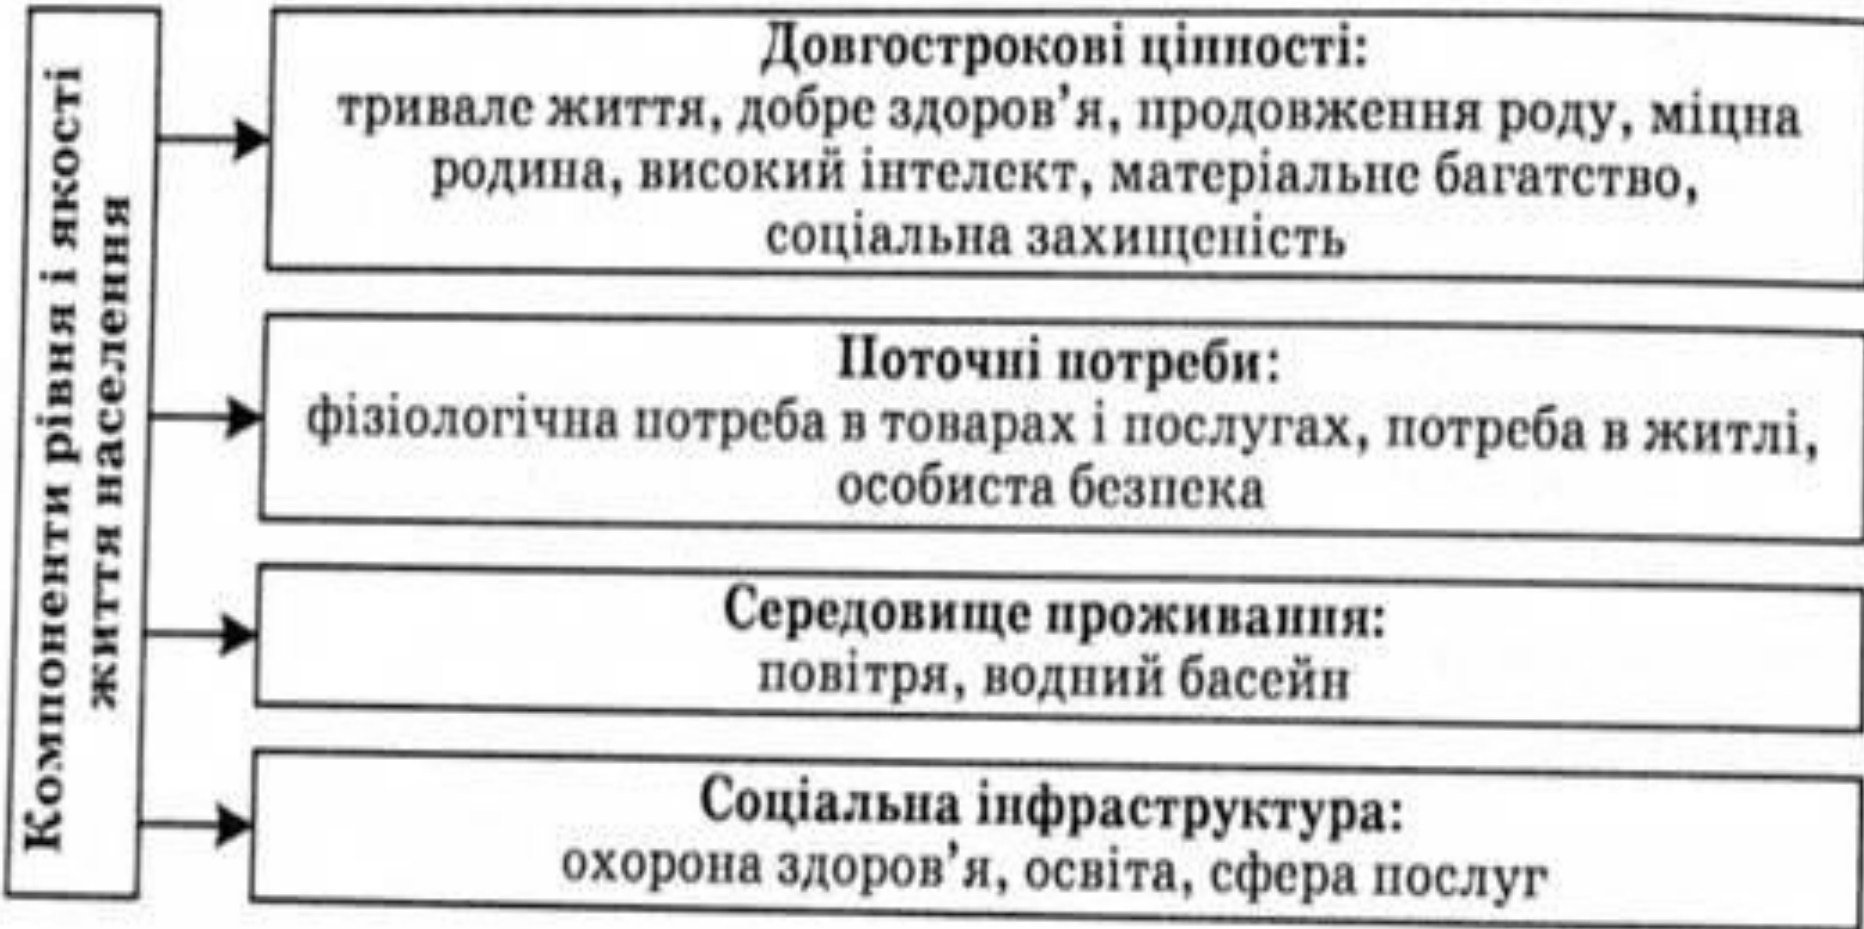 Компоненти рівня і якості
життя населення
Довгострокові цінності:
тривале життя, добре здоров’я, продовження роду, міцна
родина, високий інтелект, матеріальне багатство,
соціальна захищеність
Поточні потреби:
фізіологічна потреба в товарах і послугах, потреба в житлі,
особиста безпека
Середовище проживання:
повітря, водний басейн
Соціальна інфраструктура:
охорона здоров’я, освіта, сфера послуг